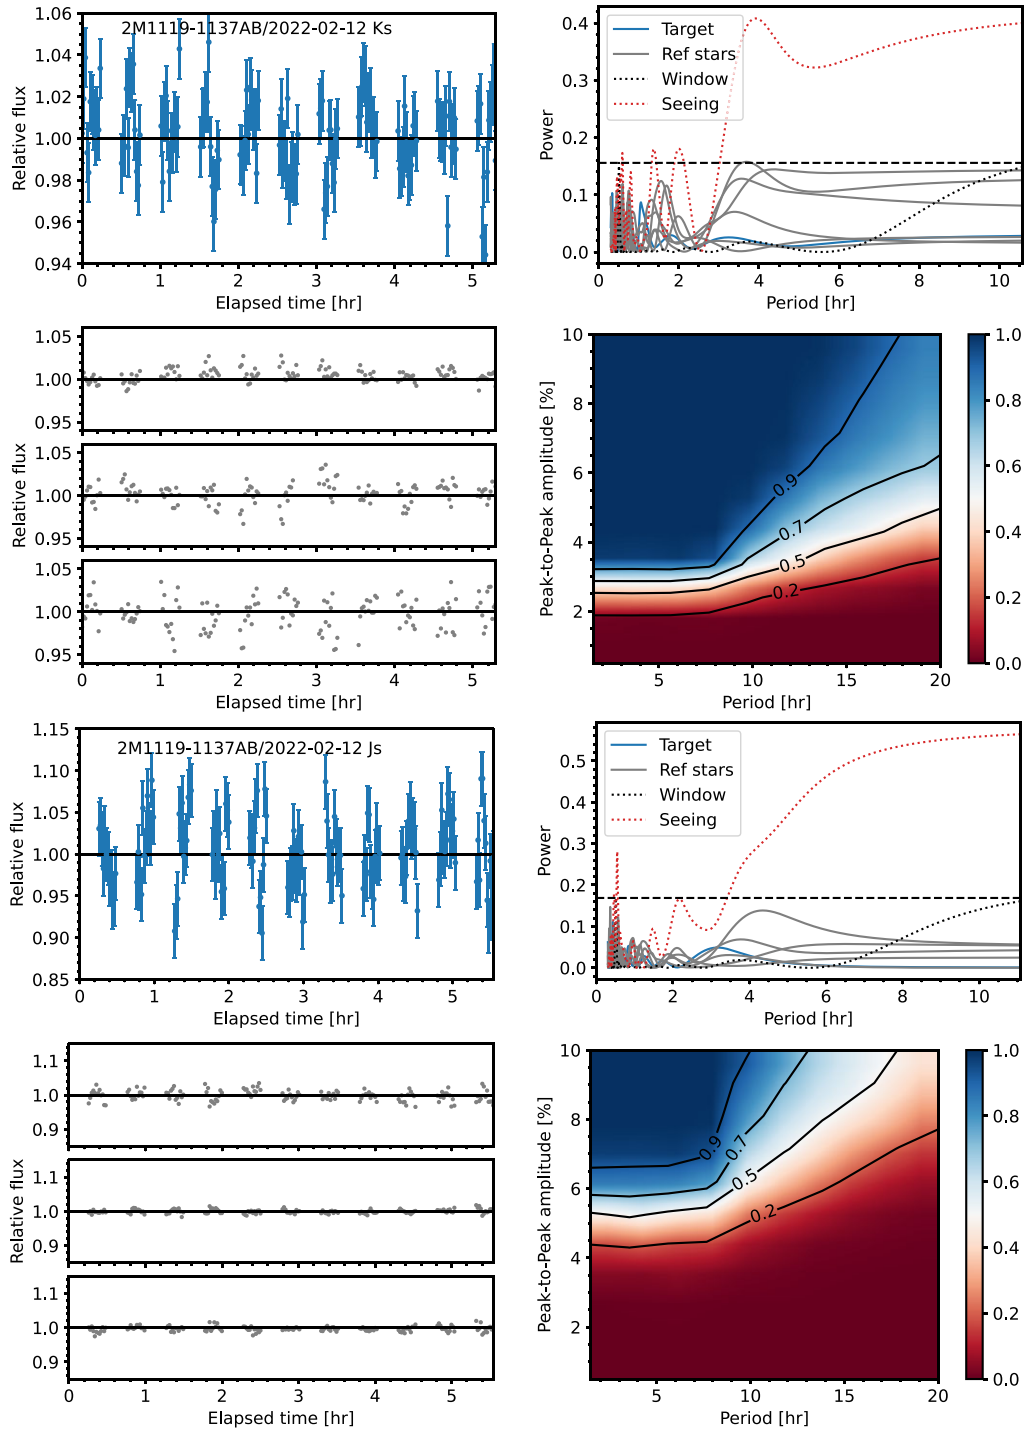 2M1119-1137AB/2022-02-12 Ks
Relative flux
1.06
1.04
1.02
1.00
0.98
0.96
0.94
0 1 2 3 4 5
Elapsed time [hr]
Target
Ref stars
Window
Seeing
Power
0.4
0.3
0.2
0.1
0.0
0 2 4 6 8 10
Period [hr]
Relative flux
1.05
1.00
0.95
Relative flux
1.05
1.00
0.95
Relative flux
1.05
1.00
0.95
0 1 2 3 4 5
Elapsed time [hr]
Peak-to-Peak amplitude [%]
10
8
6
4
2
0.9
0.7
0.5
0.2
5 10 15 20
Period [hr]
1.0
0.8
0.6
0.4
0.2
0.0
2M1119-1137AB/2022-02-12 Js
Relative flux
1.15
1.10
1.05
1.00
0.95
0.90
0.85
0 1 2 3 4 5
Elapsed time [hr]
Target
Ref stars
Window
Seeing
Power
0.5
0.4
0.3
0.2
0.1
0.0
0 2 4 6 8 10
Period [hr]
1.1
1.0
0.9
Relative flux
1.1
1.0
0.9
1.1
1.0
0.9
0 1 2 3 4 5
Elapsed time [hr]
Peak-to-Peak amplitude [%]
10
8
6
4
2
0.9
0.7
0.5
0.2
5 10 15 20
Period [hr]
1.0
0.8
0.6
0.4
0.2
0.0